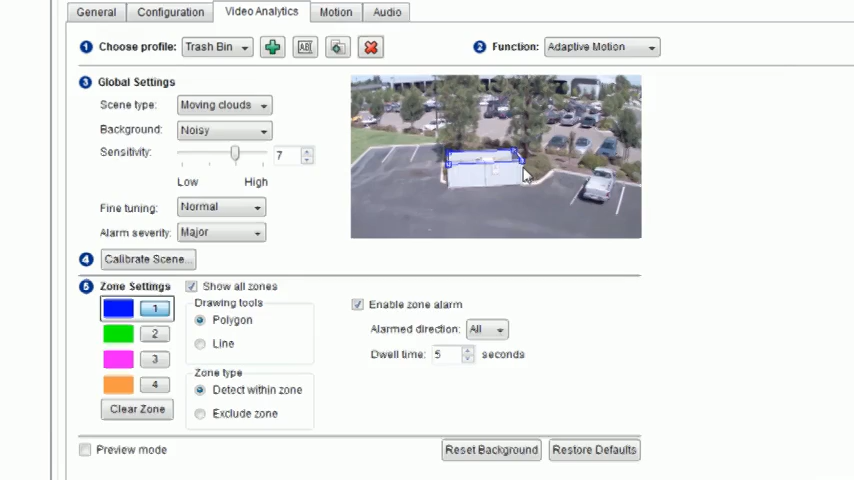 General Configuration Video Analytics Motion Audio
1 Choose profile: Trash Bin AB 2 Function: Adaptive Motion
3 Global Settings
Scene type: Moving clouds
Background: Noisy
Sensitivity: 7
Low High
Fine tuning: Normal
Alarm severity: Major
4 Calibrate Scene...
5 Zone Settings Show all zones
Drawing tools
1 Polygon Enable zone alarm
2 Line Alarmed direction: All
3 Dwell time: 5 seconds
Zone type
4 Detect within zone
Clear Zone Exclude zone
Preview mode Reset Background Restore Defaults